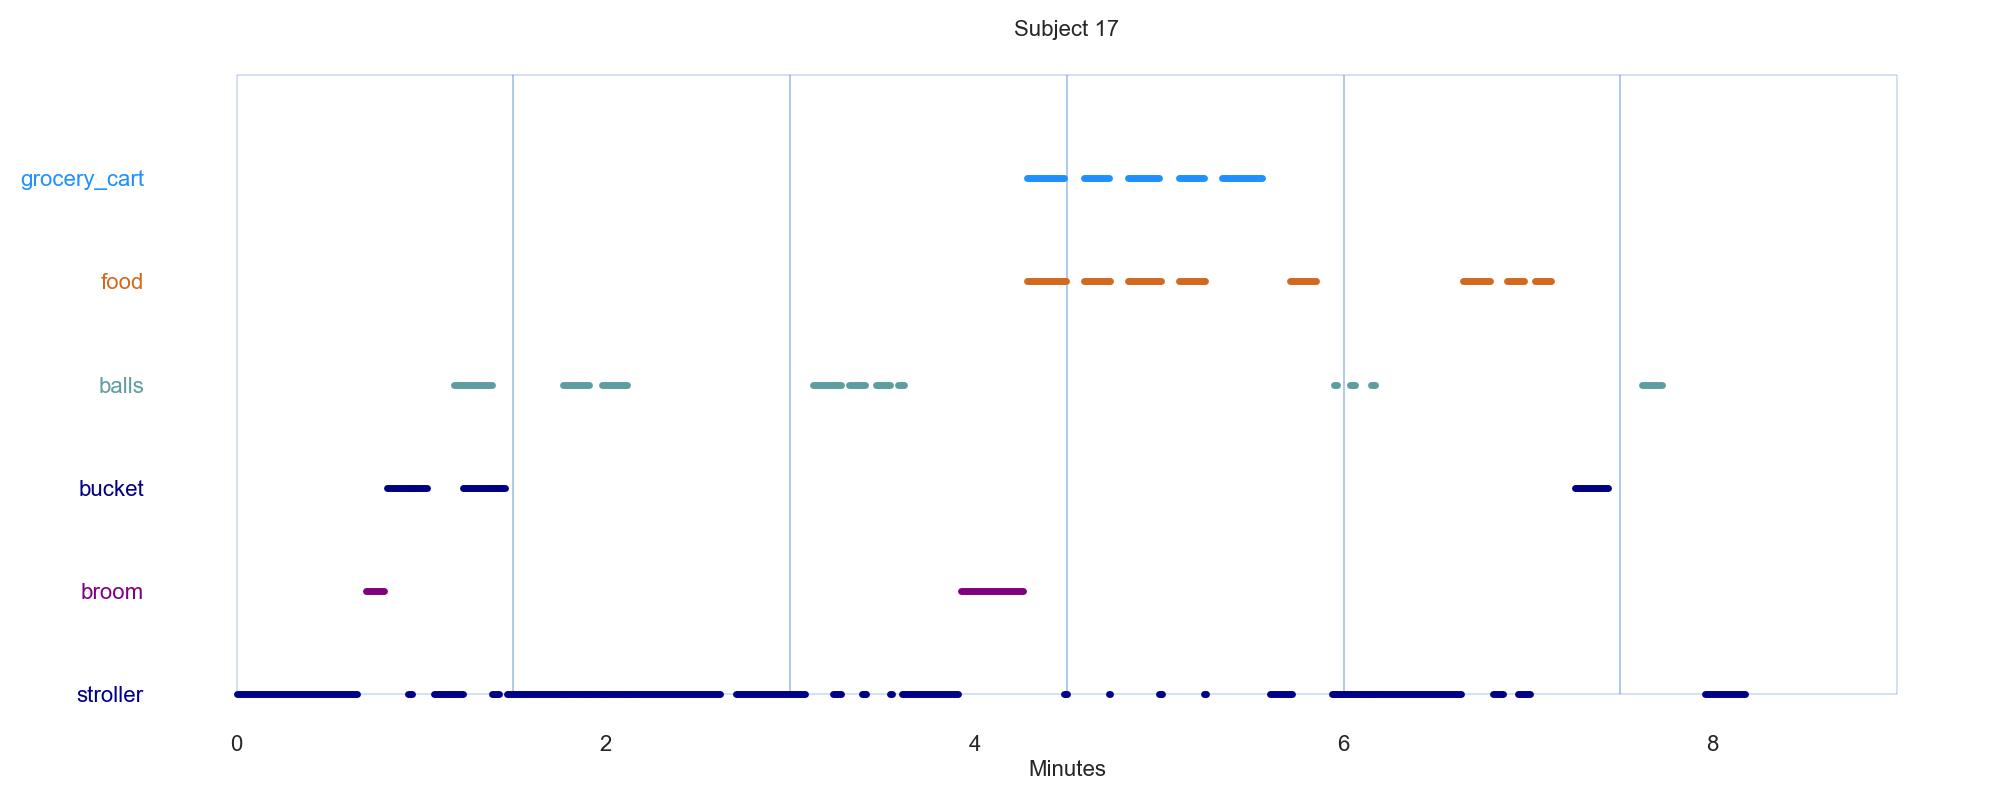 Subject 17
grocery_cart
food
balls
bucket
broom
stroller
0 2 4 6 8
Minutes